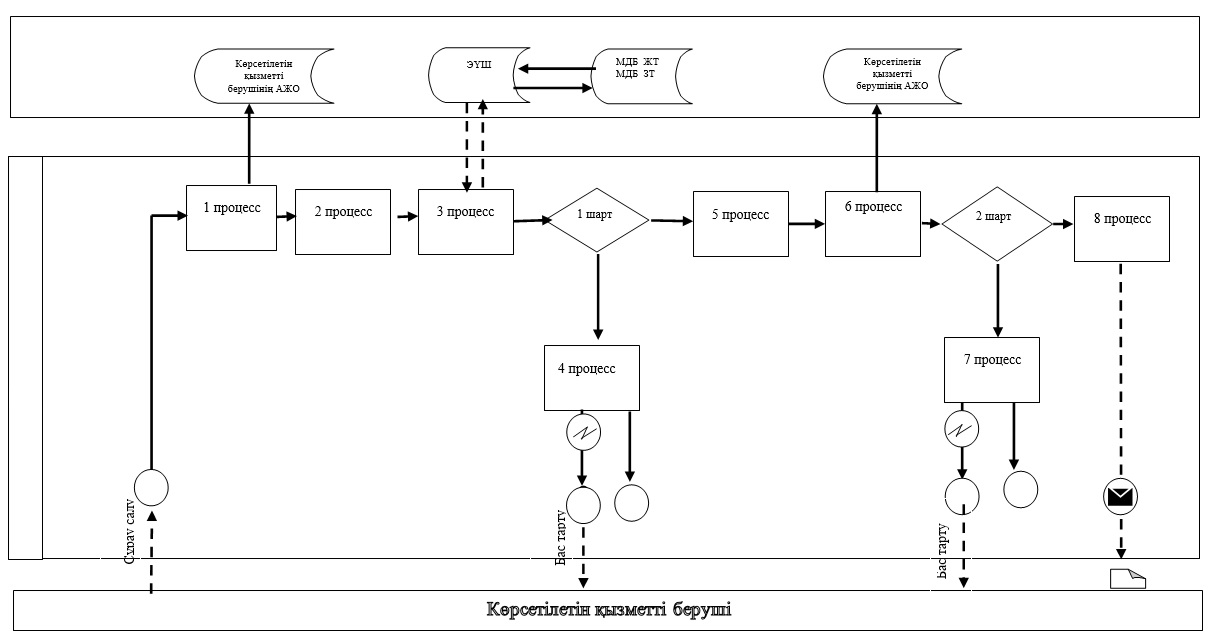 Көрсетілетін
қызметті
берушінің АЖО
ЭҮШ
МДБ ЖТ
МДБ ЗТ
Көрсетілетін
қызметті
берушінің АЖО
1 процесс
2 процесс
3 процесс
1 шарт
5 процесс
6 процесс
2 шарт
8 процесс
4 процесс
7 процесс
Сұрау салу
Бас тарту
Бас тарту
Көрсетілетін қызметті беруші